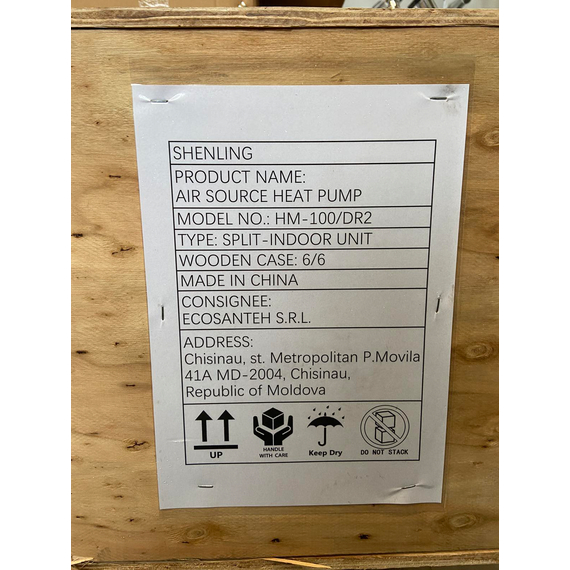 SHENLING
PRODUCT NAME:
AIR SOURCE HEAT PUMP
MODEL NO.: HM-100/DR2
TYPE: SPLIT-INDOOR UNIT
WOODEN CASE: 6/6
MADE IN CHINA
CONSIGNEE:
ECOSANTEH S.R.L.
ADDRESS:
Chisinau, st. Metropolitan P.Movila
41A MD-2004, Chisinau,
Republic of Moldova
UP
HANDLE
WITH CARE
Keep Dry
DO NOT STACK